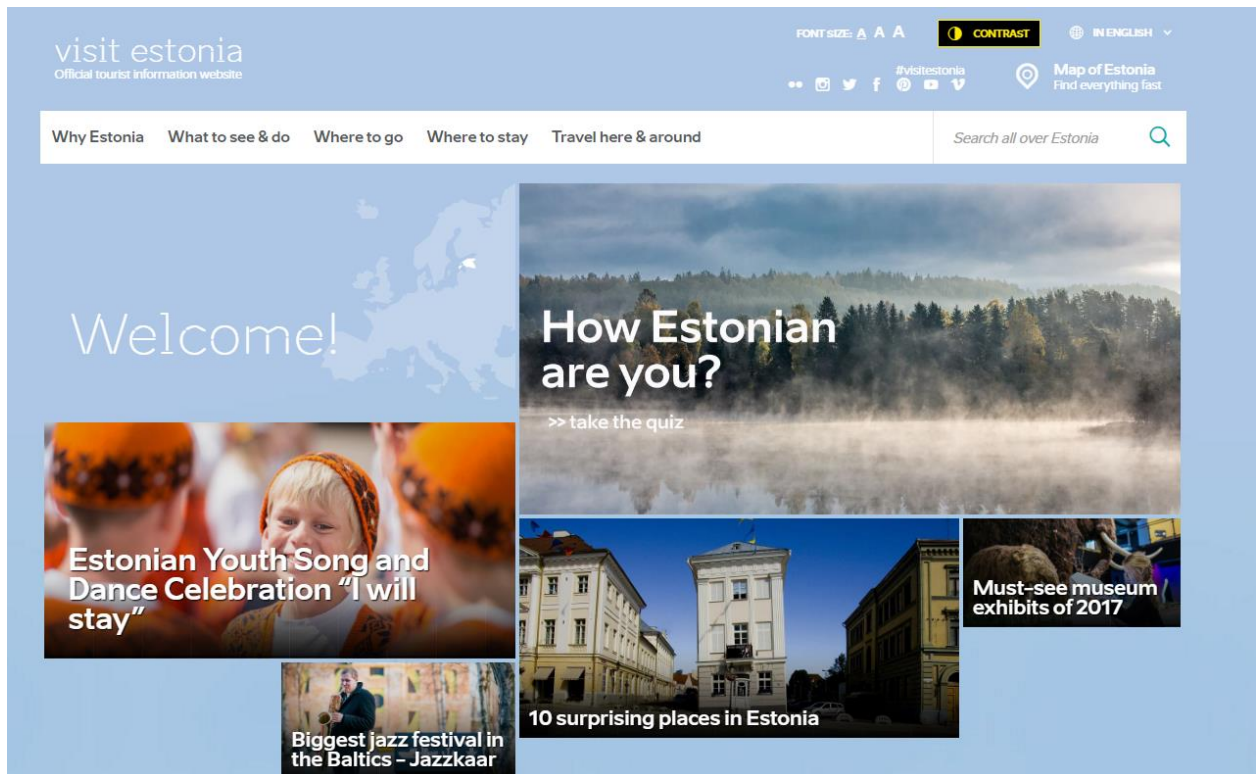 visit estonia
Official tourist information website
FONT SIZE: A A A
CONTRAST
IN ENGLISH
#visitestonia
Map of Estonia
Find everything fast
Why Estonia What to see & do Where to go Where to stay Travel here & around
Search all over Estonia
Welcome!
How Estonian
are you?
>> take the quiz
Estonian Youth Song and
Dance Celebration “I will
stay”
10 surprising places in Estonia
Must-see museum
exhibits of 2017
Biggest jazz festival in
the Baltics – Jazzkaar